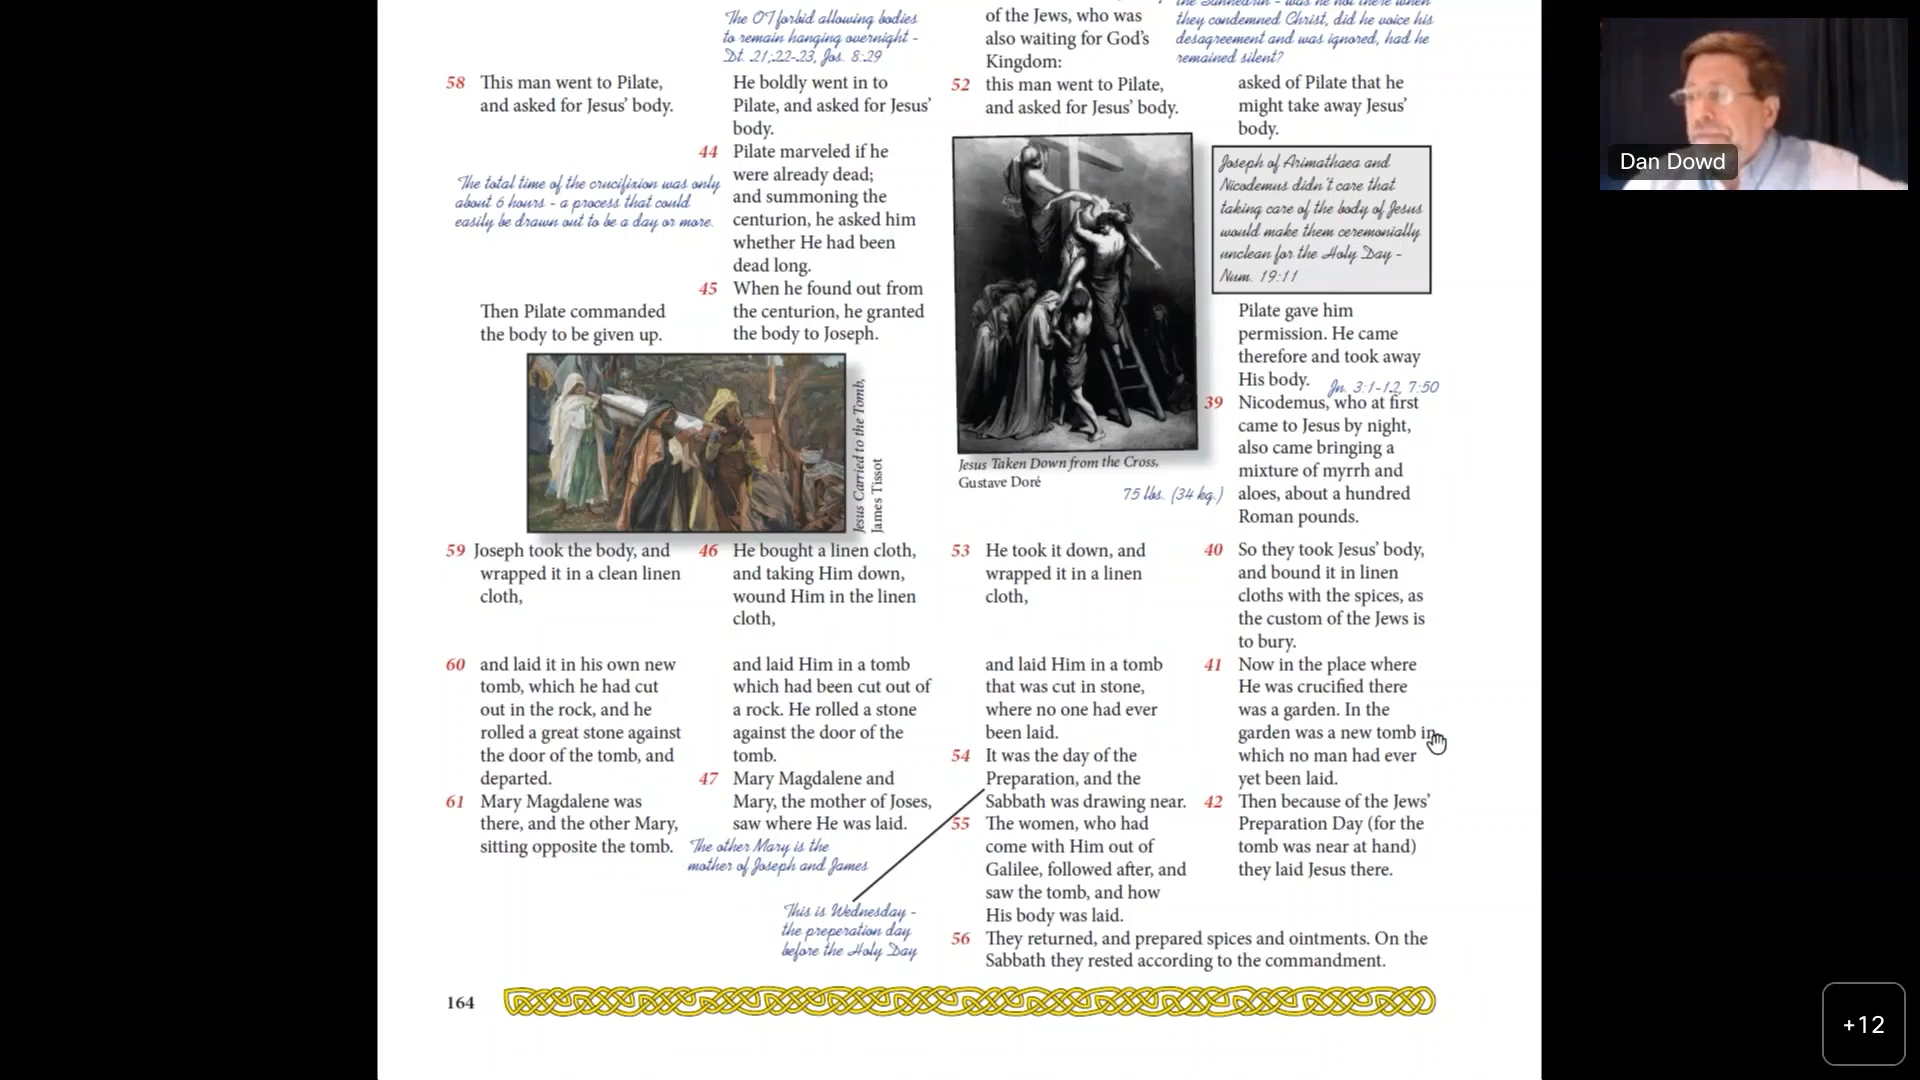 The OT forbid allowing bodies
to remain hanging overnight -
Dt. 21:22-23, Jos. 8:29
58 This man went to Pilate,
and asked for Jesus’ body.
The total time of the crucifixion was only
about 6 hours - a process that could
easily be drawn out to be a day or more.
Then Pilate commanded
the body to be given up.
He boldly went in to
Pilate, and asked for Jesus’
body.
44 Pilate marveled if he
were already dead;
and summoning the
centurion, he asked him
whether He had been
dead long.
45 When he found out from
the centurion, he granted
the body to Joseph.
Jesus Carried to the Tomb,
James Tissot
of the Jews, who was
also waiting for God’s
Kingdom:
52 this man went to Pilate,
and asked for Jesus’ body.
Jesus Taken Down from the Cross,
Gustave Doré
the Sanhedrin - was he not there when
they condemned Christ, did he voice his
desagreement and was ignored, had he
remained silent?
asked of Pilate that he
might take away Jesus’
body.
Joseph of Arimathaea and
Nicodemus didn't care that
taking care of the body of Jesus
would make them ceremonially
unclean for the Holy Day -
Num. 19:11
Pilate gave him
permission. He came
therefore and took away
His body.
Jn. 3:1-12, 7:50
39 Nicodemus, who at first
came to Jesus by night,
also came bringing a
mixture of myrrh and
aloes, about a hundred
Roman pounds.
75 lbs. (34 kg.)
59 Joseph took the body, and
wrapped it in a clean linen
cloth,
46 He bought a linen cloth,
and taking Him down,
wound Him in the linen
cloth,
53 He took it down, and
wrapped it in a linen
cloth,
40 So they took Jesus’ body,
and bound it in linen
cloths with the spices, as
the custom of the Jews is
to bury.
60 and laid it in his own new
tomb, which he had cut
out in the rock, and he
rolled a great stone against
the door of the tomb, and
departed.
61 Mary Magdalene was
there, and the other Mary,
sitting opposite the tomb.
and laid Him in a tomb
which had been cut out of
a rock. He rolled a stone
against the door of the
tomb.
47 Mary Magdalene and
Mary, the mother of Joses,
saw where He was laid.
The other Mary is the
mother of Joseph and James
This is Wednesday -
the preperation day
before the Holy Day
and laid Him in a tomb
that was cut in stone,
where no one had ever
been laid.
54 It was the day of the
Preparation, and the
Sabbath was drawing near.
55 The women, who had
come with Him out of
Galilee, followed after, and
saw the tomb, and how
His body was laid.
56 They returned, and prepared spices and ointments. On the
Sabbath they rested according to the commandment.
41 Now in the place where
He was crucified there
was a garden. In the
garden was a new tomb in
which no man had ever
yet been laid.
42 Then because of the Jews’
Preparation Day (for the
tomb was near at hand)
they laid Jesus there.
164
Dan Dowd
+12